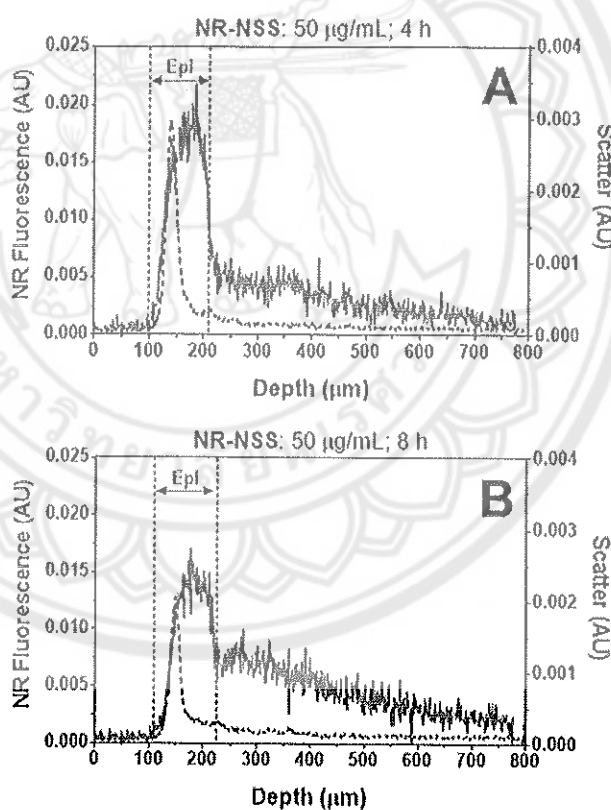 NR-NSS: 50 µg/mL; 4 h
0.025
0.020
0.015
0.010
0.005
0.000
NR Fluorescence (AU)
Epi
A
0.004
0.003
0.002
0.001
0.000
Scatter (AU)
0 100 200 300 400 500 600 700 800
Depth (µm)
NR-NSS: 50 µg/mL; 8 h
0.025
0.020
0.015
0.010
0.005
0.000
NR Fluorescence (AU)
Epi
B
0.004
0.003
0.002
0.001
0.000
Scatter (AU)
0 100 200 300 400 500 600 700 800
Depth (µm)